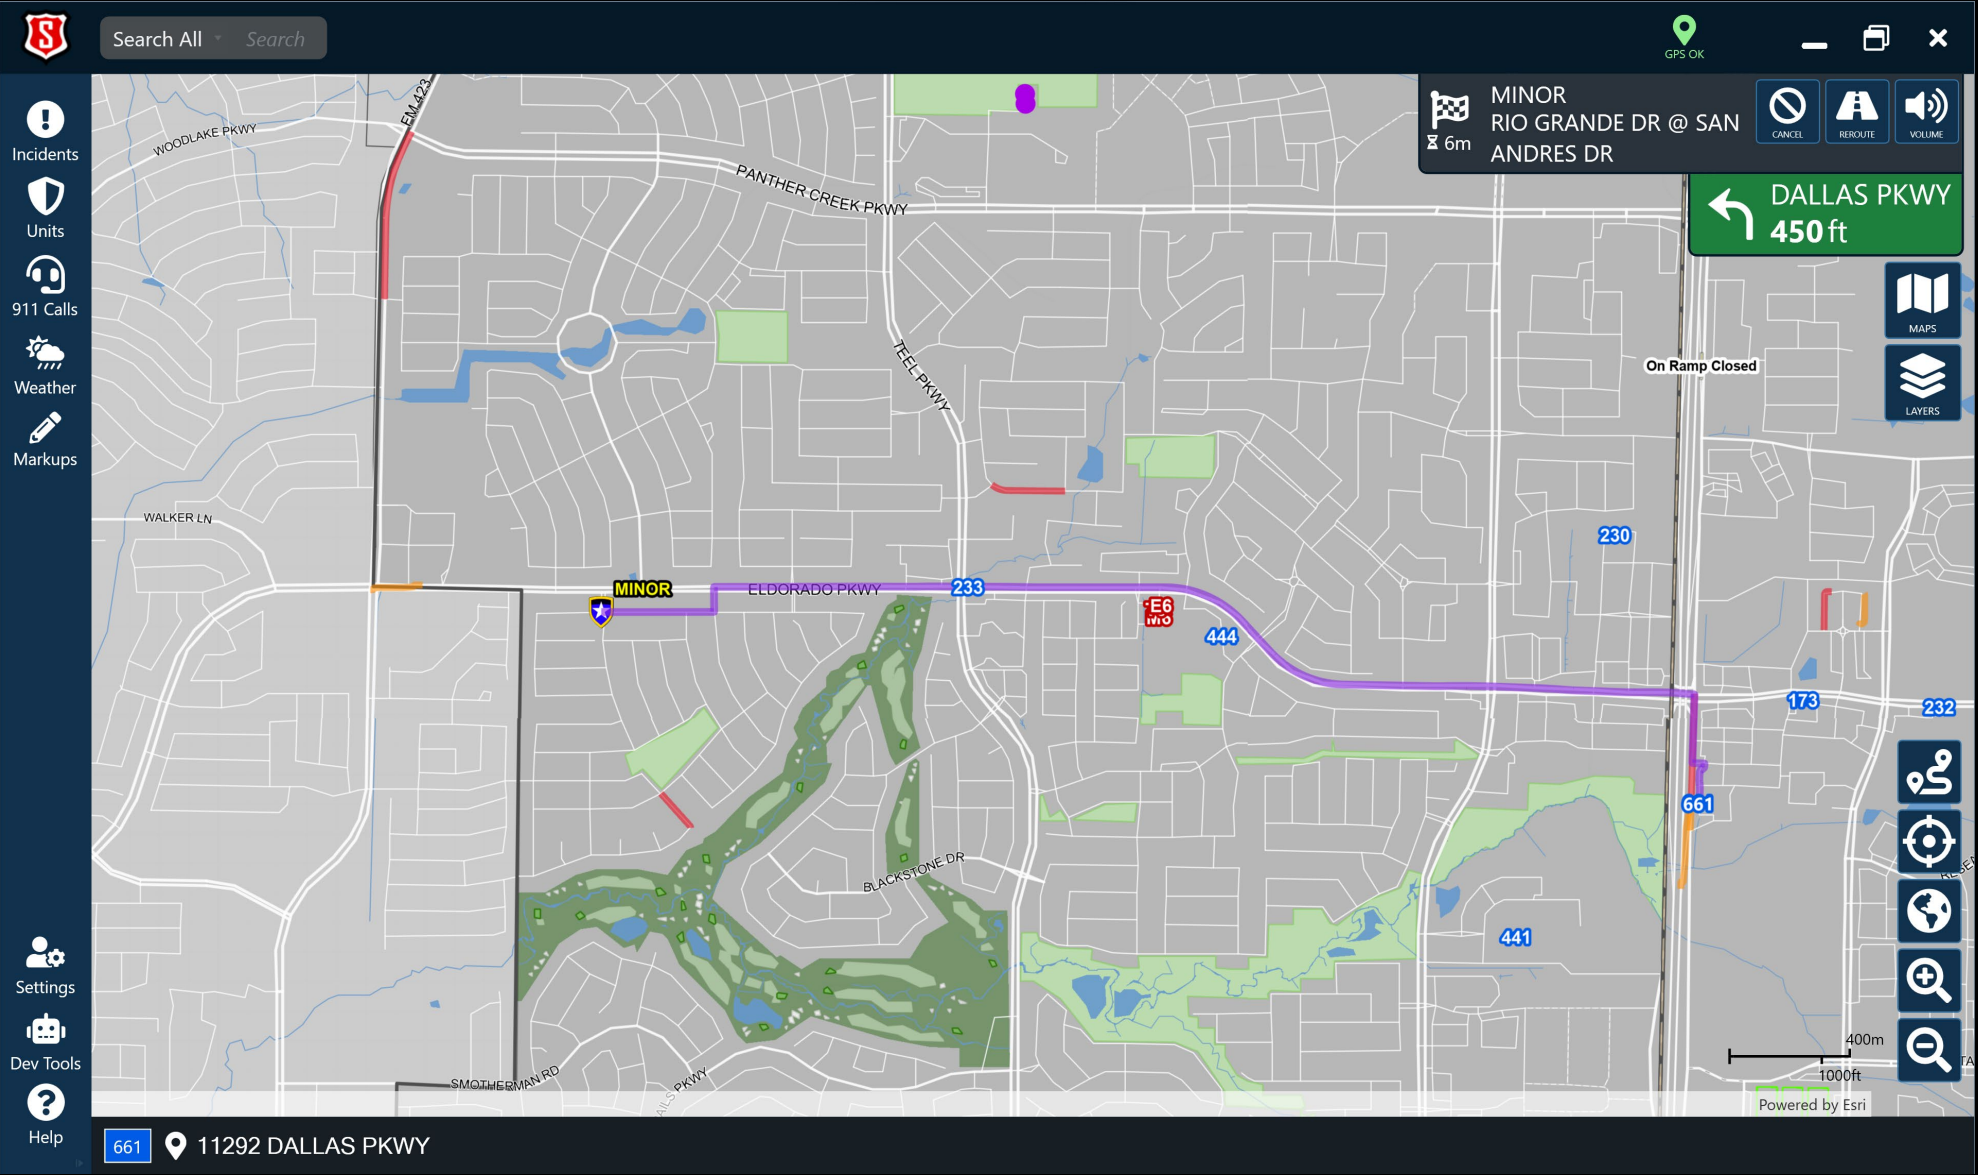 S
Search All
Search
GPS OK
Incidents
Units
911 Calls
Weather
Markups
Settings
Dev Tools
Help
MINOR
RIO GRANDE DR @ SAN
ANDRES DR
6m
CANCEL
REROUTE
VOLUME
DALLAS PKWY
450 ft
MAPS
LAYERS
FM 423
WOODLAKE PKWY
PANTHER CREEK PKWY
TEEL PKWY
On Ramp Closed
WALKER LN
230
MINOR
ELDORADO PKWY
233
E6
M6
444
173
232
661
BLACKSTONE DR
441
SMOTHERMAN RD
400m
1000ft
Powered by Esri
661
11292 DALLAS PKWY